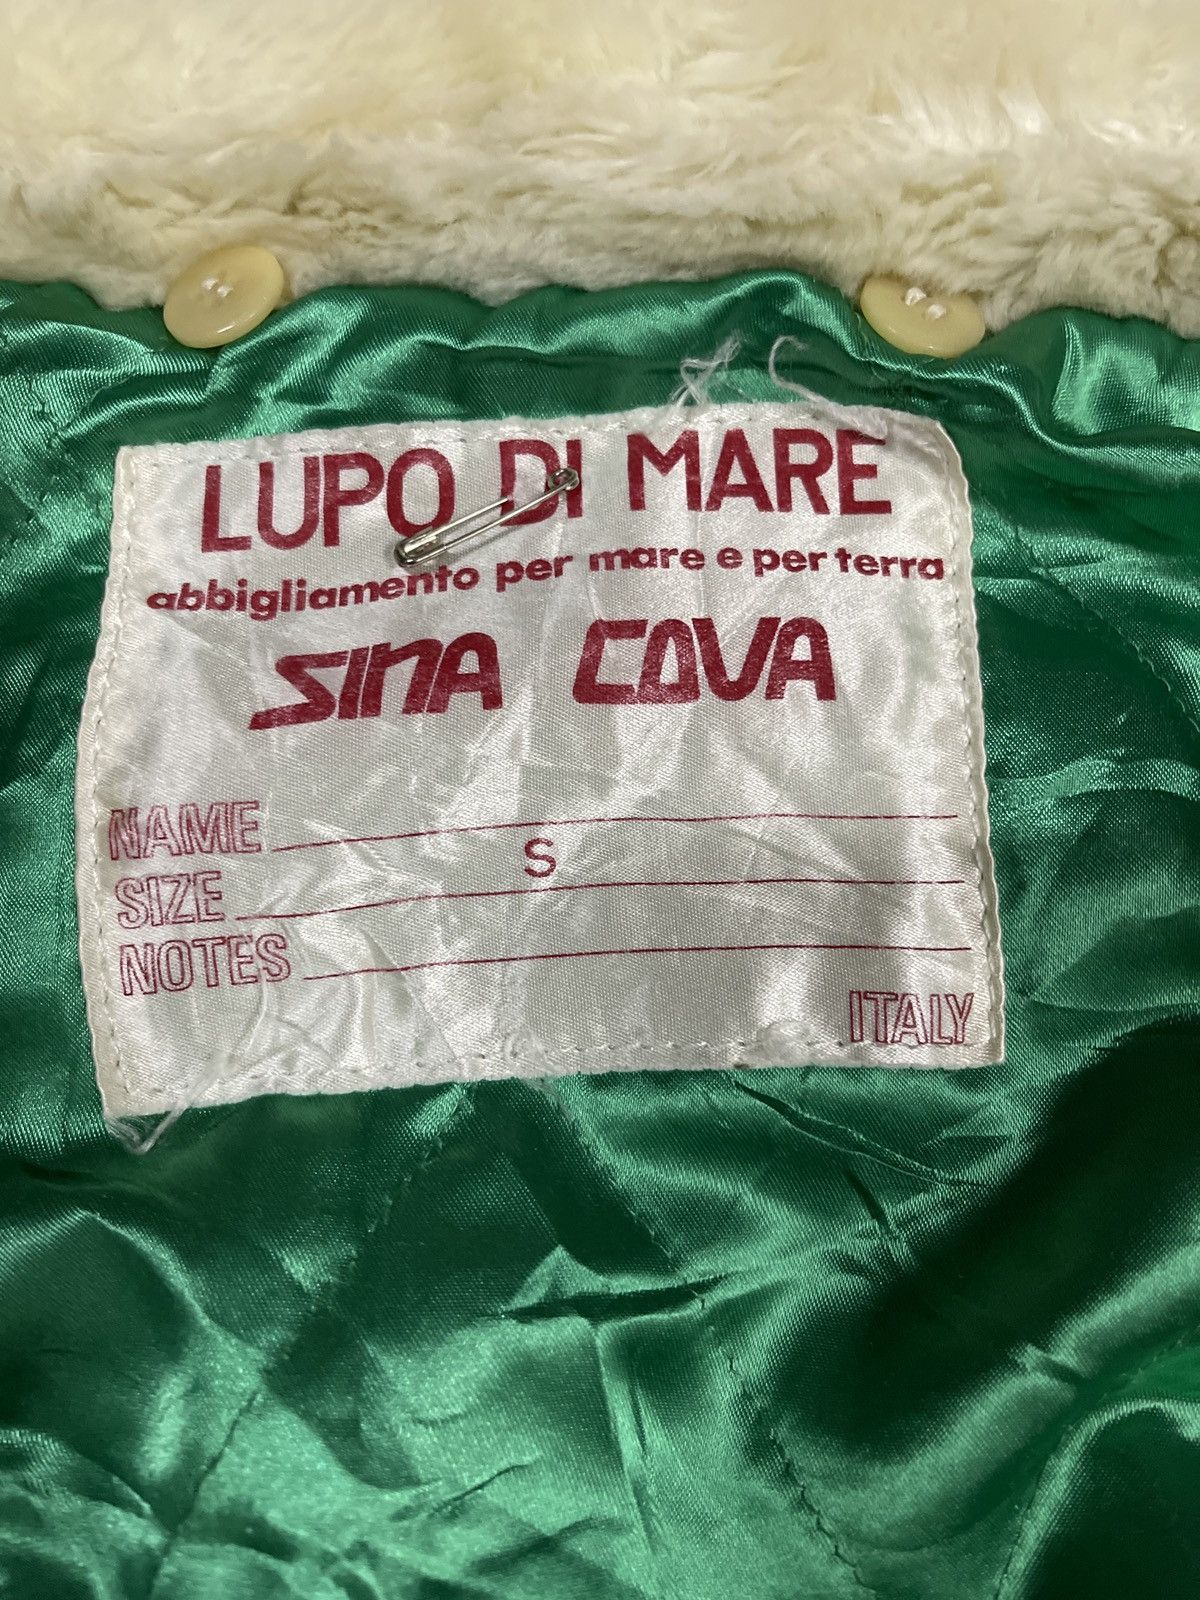 LUPO DI MARE
abbigliamento per mare e per terra
SINA COVA
NAME
SIZE S
NOTES
ITALY